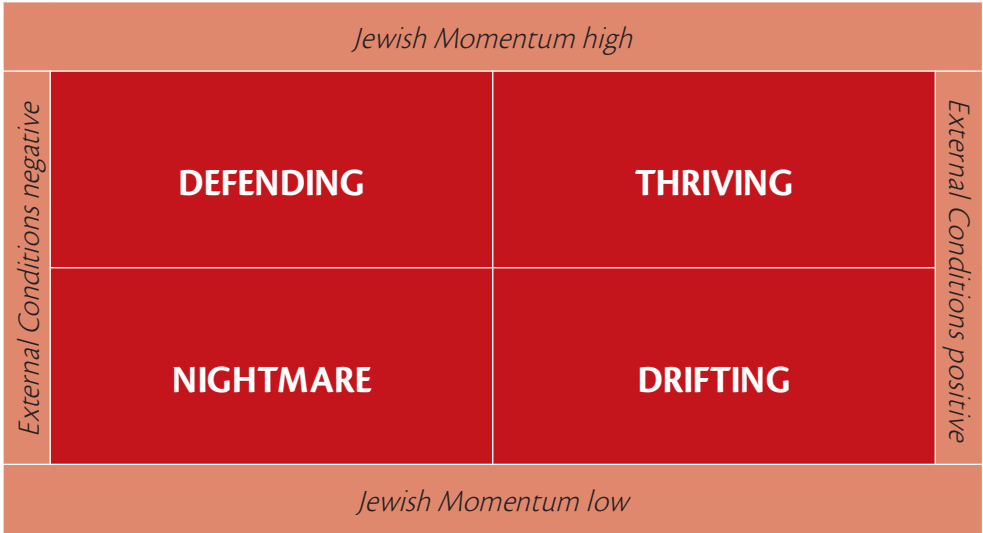 Jewish Momentum high
External Conditions negative
DEFENDING
THRIVING
External Conditions positive
NIGHTMARE
DRIFTING
Jewish Momentum low